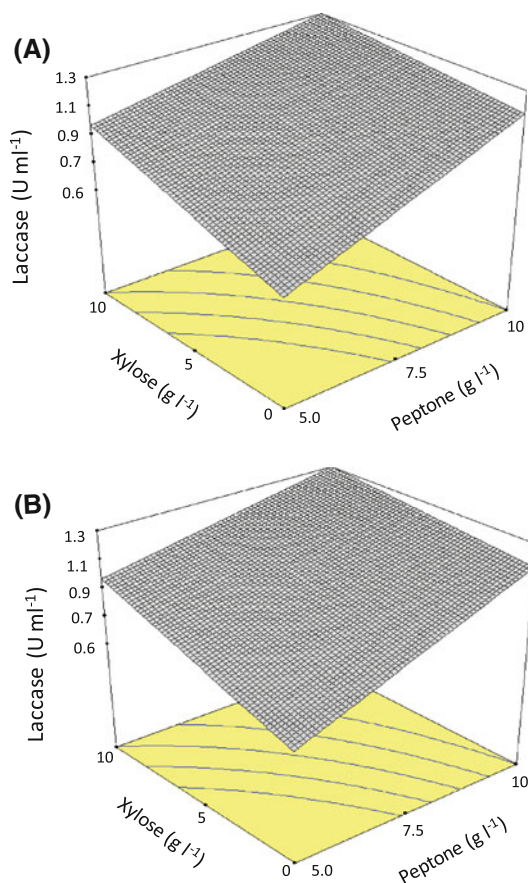 (A)
1.3
1.1
0.9
0.7
0.6
Laccase (U ml-1)
10
5
0
Xylose (g l-1)
5.0
7.5
10
Peptone (g l-1)
(B)
1.3
1.1
0.9
0.7
0.6
Laccase (U ml-1)
10
5
0
Xylose (g l-1)
5.0
7.5
10
Peptone (g l-1)